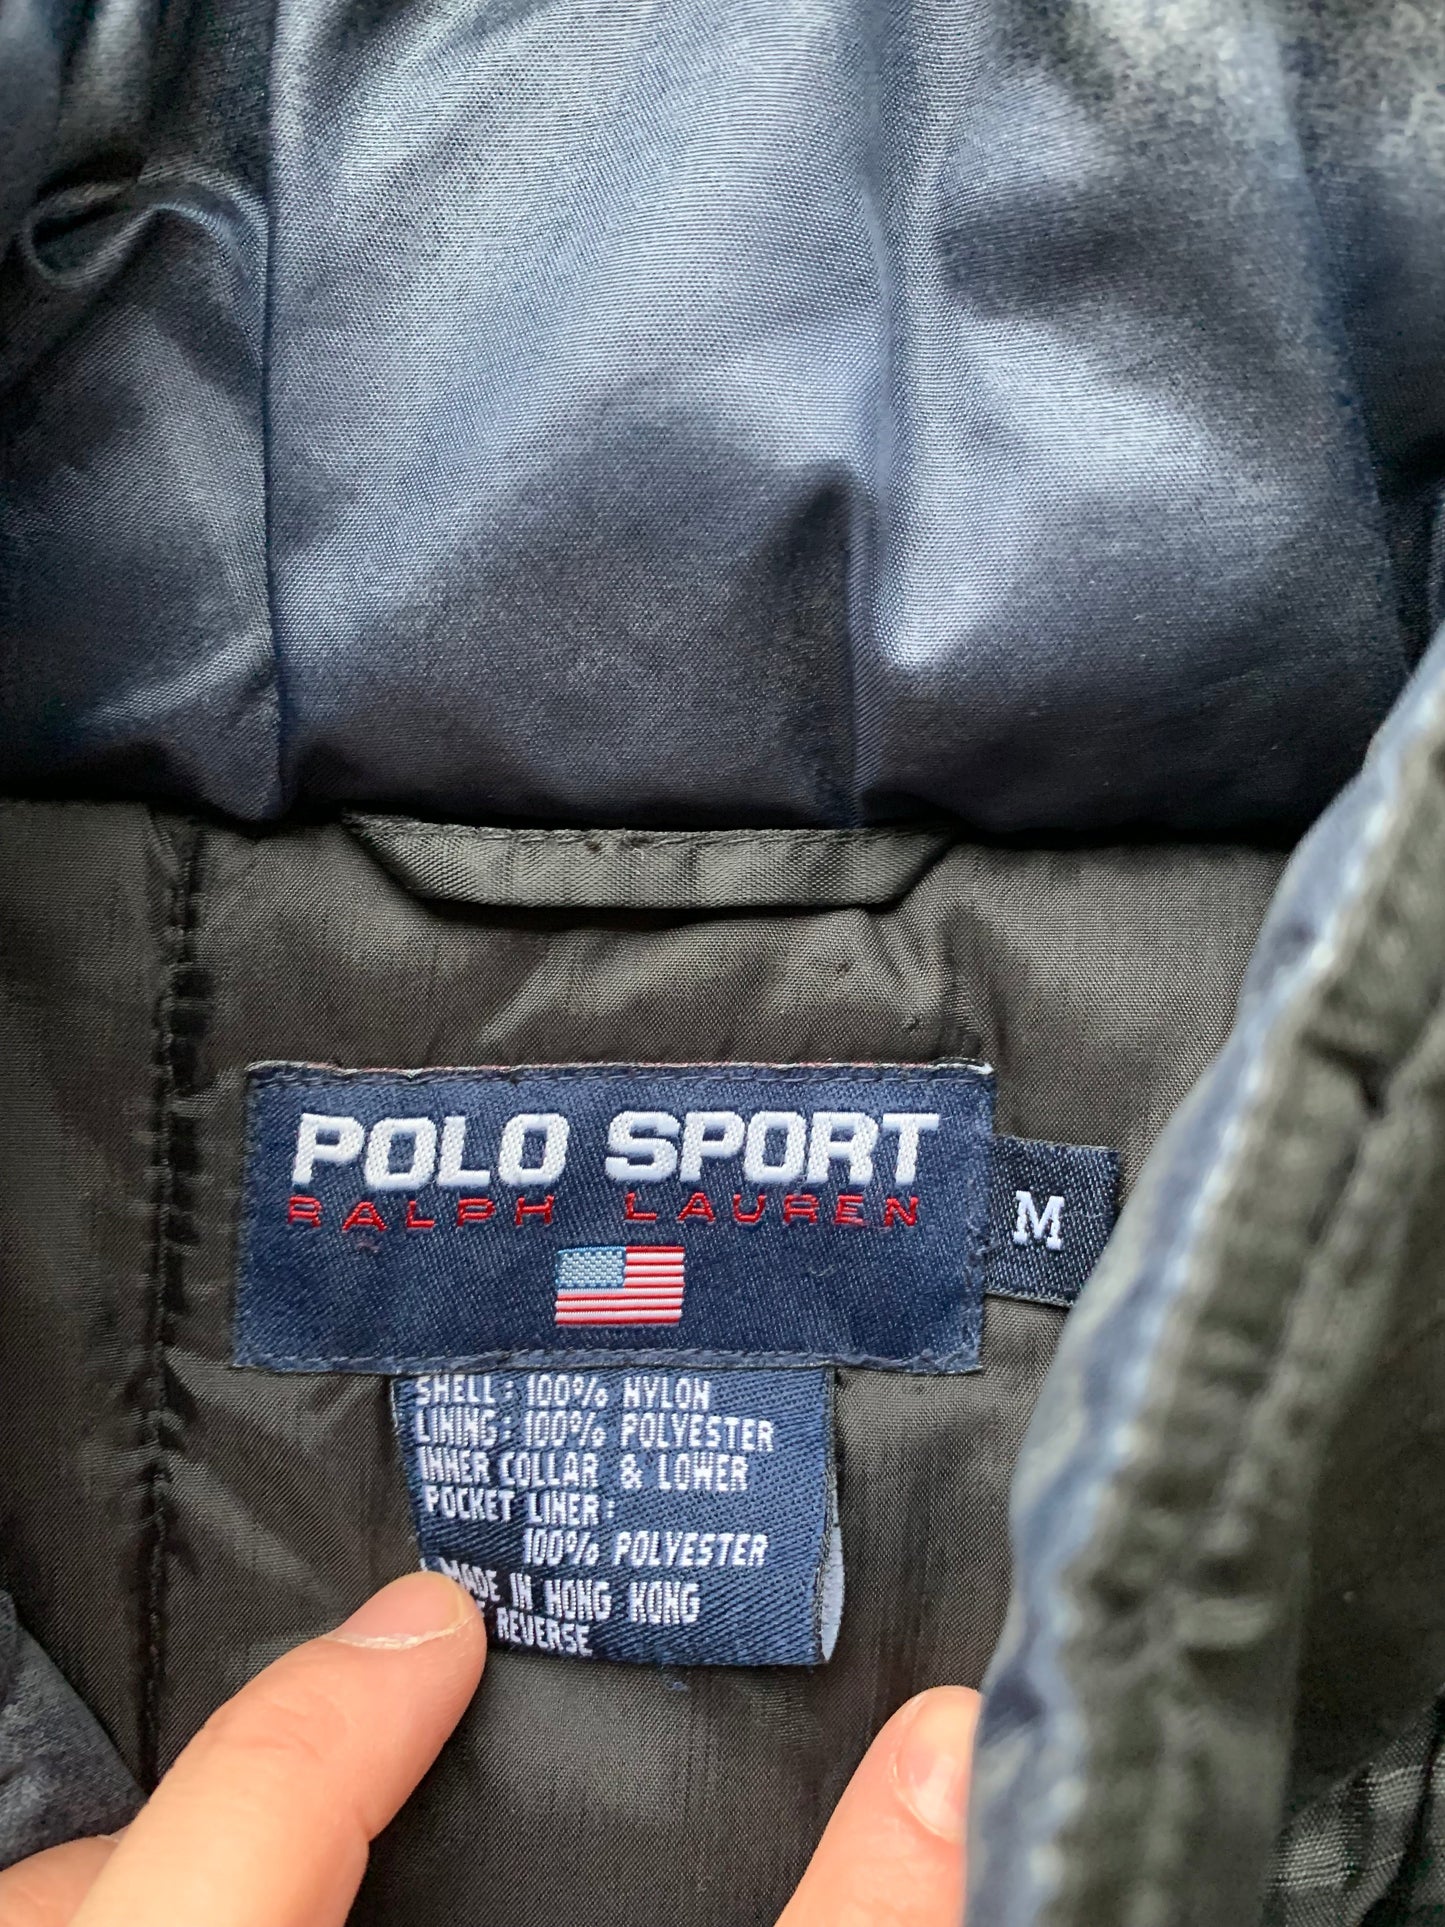 POLO SPORT
RALPH LAUREN
M
SHELL: 100% NYLON
LINING: 100% POLYESTER
INNER COLLAR & LOWER
POCKET LINER:
100% POLYESTER
MADE IN HONG KONG
REVERSE